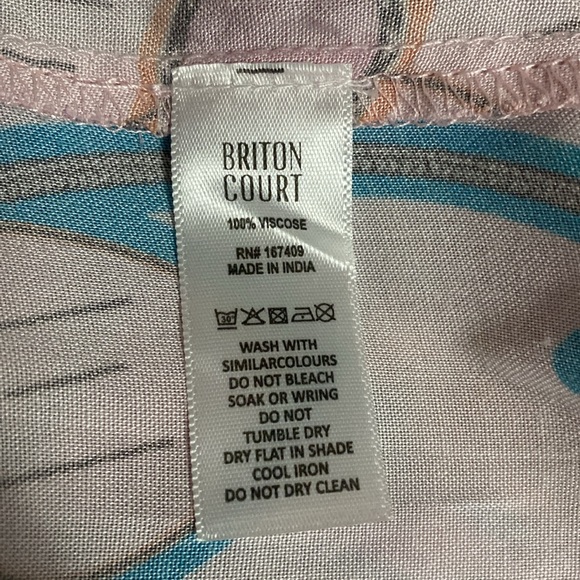 BRITON
COURT
100% VISCOSE
RN# 167409
MADE IN INDIA
30
WASH WITH
SIMILARCOLOURS
DO NOT BLEACH
SOAK OR WRING
DO NOT
TUMBLE DRY
DRY FLAT IN SHADE
COOL IRON
DO NOT DRY CLEAN